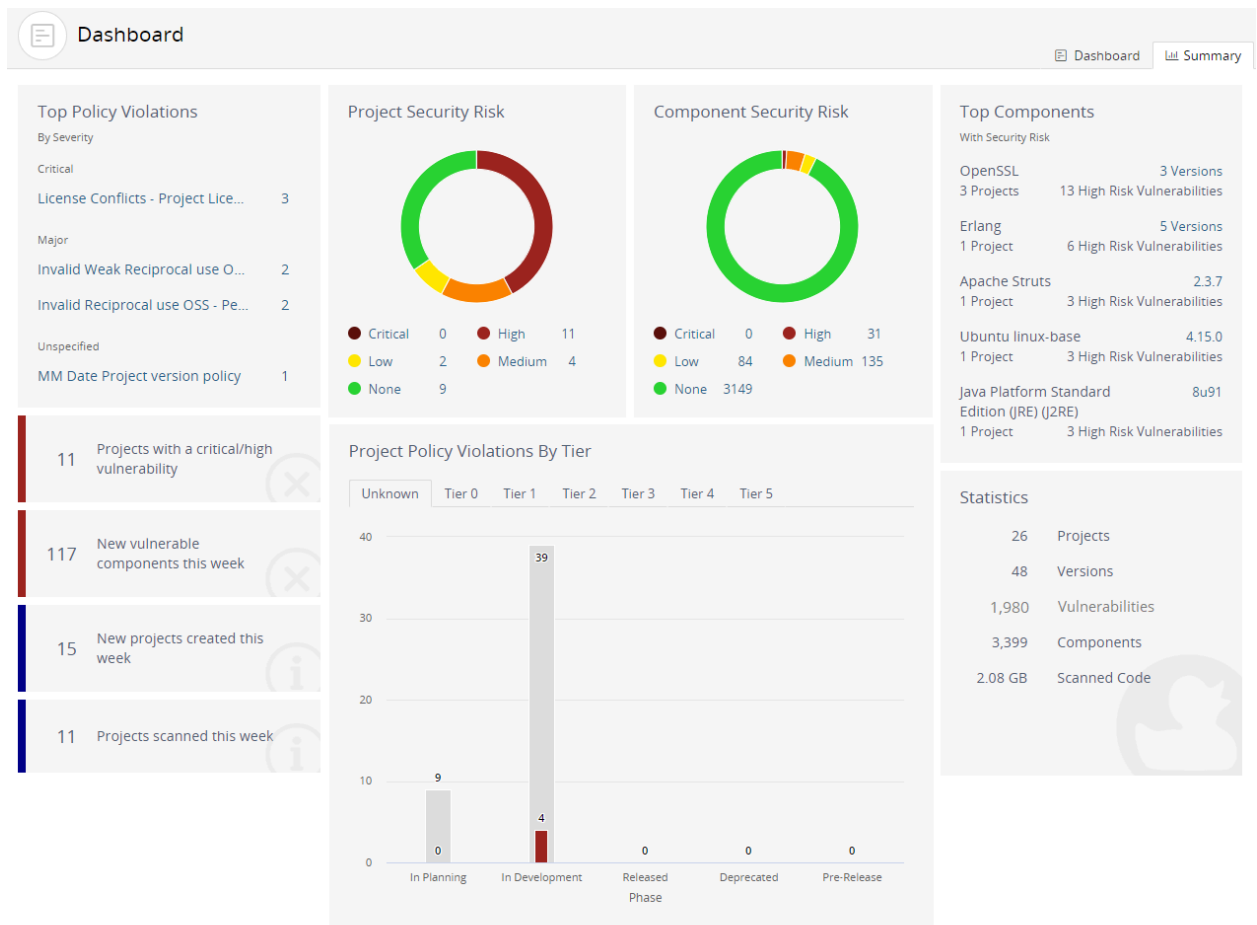 Dashboard
Dashboard
Summary
Top Policy Violations
By Severity
Critical
License Conflicts - Project Lice... 3
Major
Invalid Weak Reciprocal use O... 2
Invalid Reciprocal use OSS - Pe... 2
Unspecified
MM Date Project version policy 1
11 Projects with a critical/high
vulnerability
117 New vulnerable
components this week
15 New projects created this
week
11 Projects scanned this week
Project Security Risk
Critical 0 High 11
Low 2 Medium 4
None 9
Component Security Risk
Critical 0 High 31
Low 84 Medium 135
None 3149
Project Policy Violations By Tier
Unknown Tier 0 Tier 1 Tier 2 Tier 3 Tier 4 Tier 5
40
39
30
20
10
9
4
0 0 0 0 0
0
In Planning In Development Released Deprecated Pre-Release
Phase
Top Components
With Security Risk
OpenSSL 3 Versions
3 Projects 13 High Risk Vulnerabilities
Erlang 5 Versions
1 Project 6 High Risk Vulnerabilities
Apache Struts 2.3.7
1 Project 3 High Risk Vulnerabilities
Ubuntu linux-base 4.15.0
1 Project 3 High Risk Vulnerabilities
Java Platform Standard 8u91
Edition (JRE) (J2RE)
1 Project 3 High Risk Vulnerabilities
Statistics
26 Projects
48 Versions
1,980 Vulnerabilities
3,399 Components
2.08 GB Scanned Code